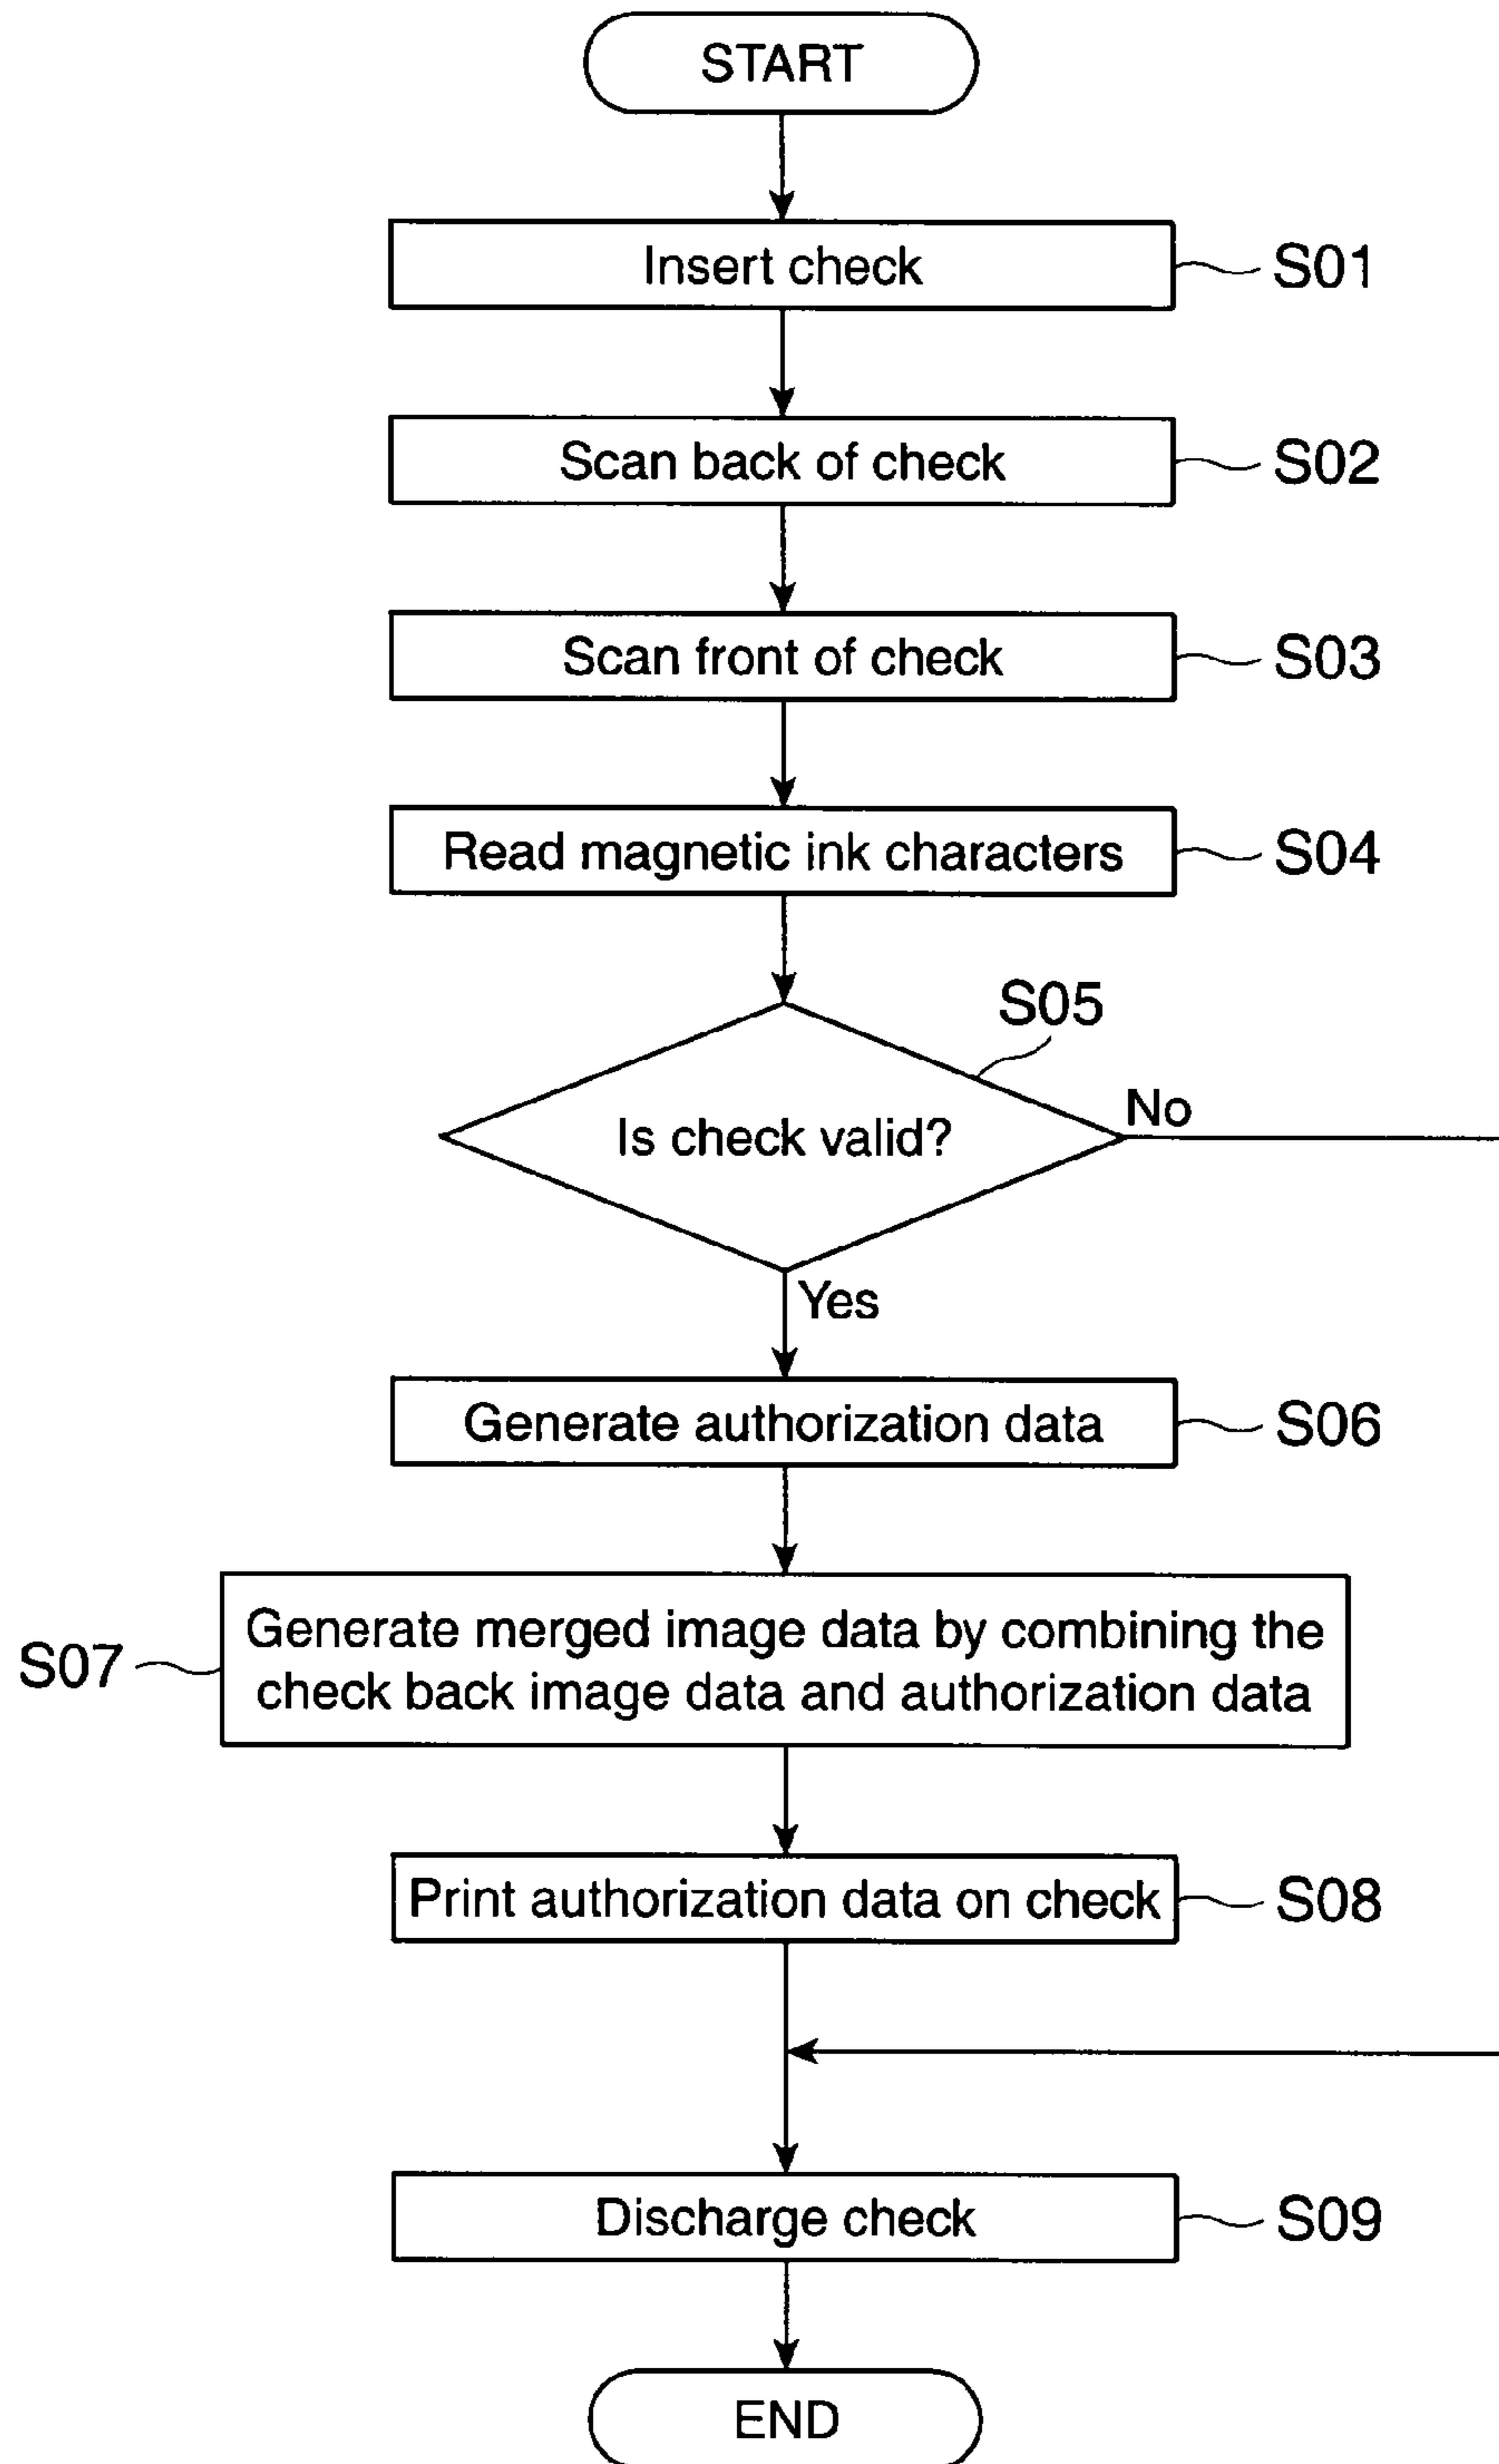 START
Insert check
S01
Scan back of check
S02
Scan front of check
S03
Read magnetic ink characters
S04
S05
Is check valid?
No
Yes
Generate authorization data
S06
S07
Generate merged image data by combining the
check back image data and authorization data
Print authorization data on check
S08
Discharge check
S09
END